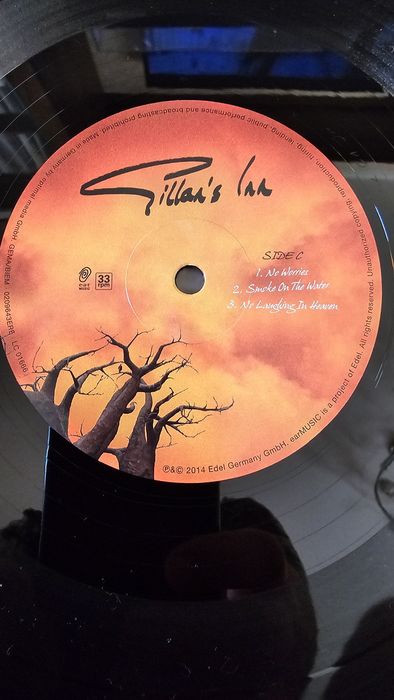 Gillan's Inn
SIDE C
1. No Worries
2. Smoke On The Water
3. No Laughing In Heaven
ear
MUSIC
33
rpm
℗&© 2014 Edel Germany GmbH. earMUSIC is a project of Edel. All rights reserved. Unauthorized copying, reproduction, hiring, lending, public performance and broadcasting prohibited. Made in Germany by optimal media GmbH. GEMA/BIEM 0209643ERE LC 01666